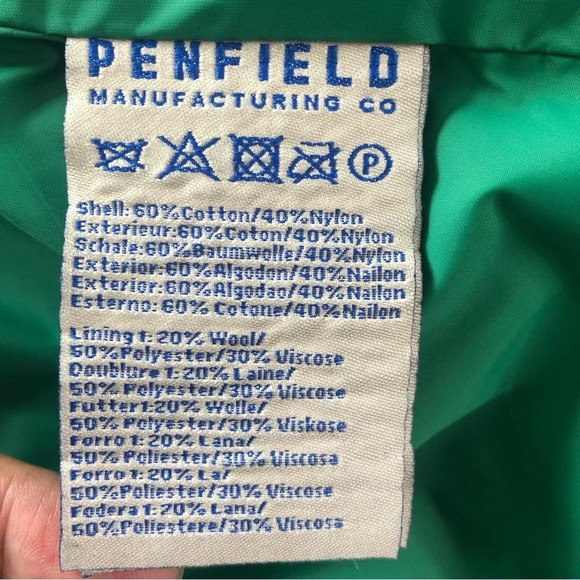 PENFIELD
MANUFACTURING CO
P
Shell: 60%Cotton/40%Nylon
Exterieur:60%Coton/40%Nylon
Schale:60%Baumwolle/40%Nylon
Exterior:60%Algodon/40%Nailon
Exterior:60%Algodao/40%Nailon
Esterno: 60% Cotone/40%Nailon
Lining 1: 20% Wool/
50%Polyester/30% Viscose
Doublure 1: 20% Laine/
50% Polyester/30% Viscose
Futter1:20% Wolle/
50% Polyester/30% Viskose
Forro 1: 20% Lana/
50% Poliester/30% Viscosa
Forro 1: 20% La/
50%Poliester/30% Viscose
Fodera 1: 20% Lana/
50%Poliestere/30% Viscosa